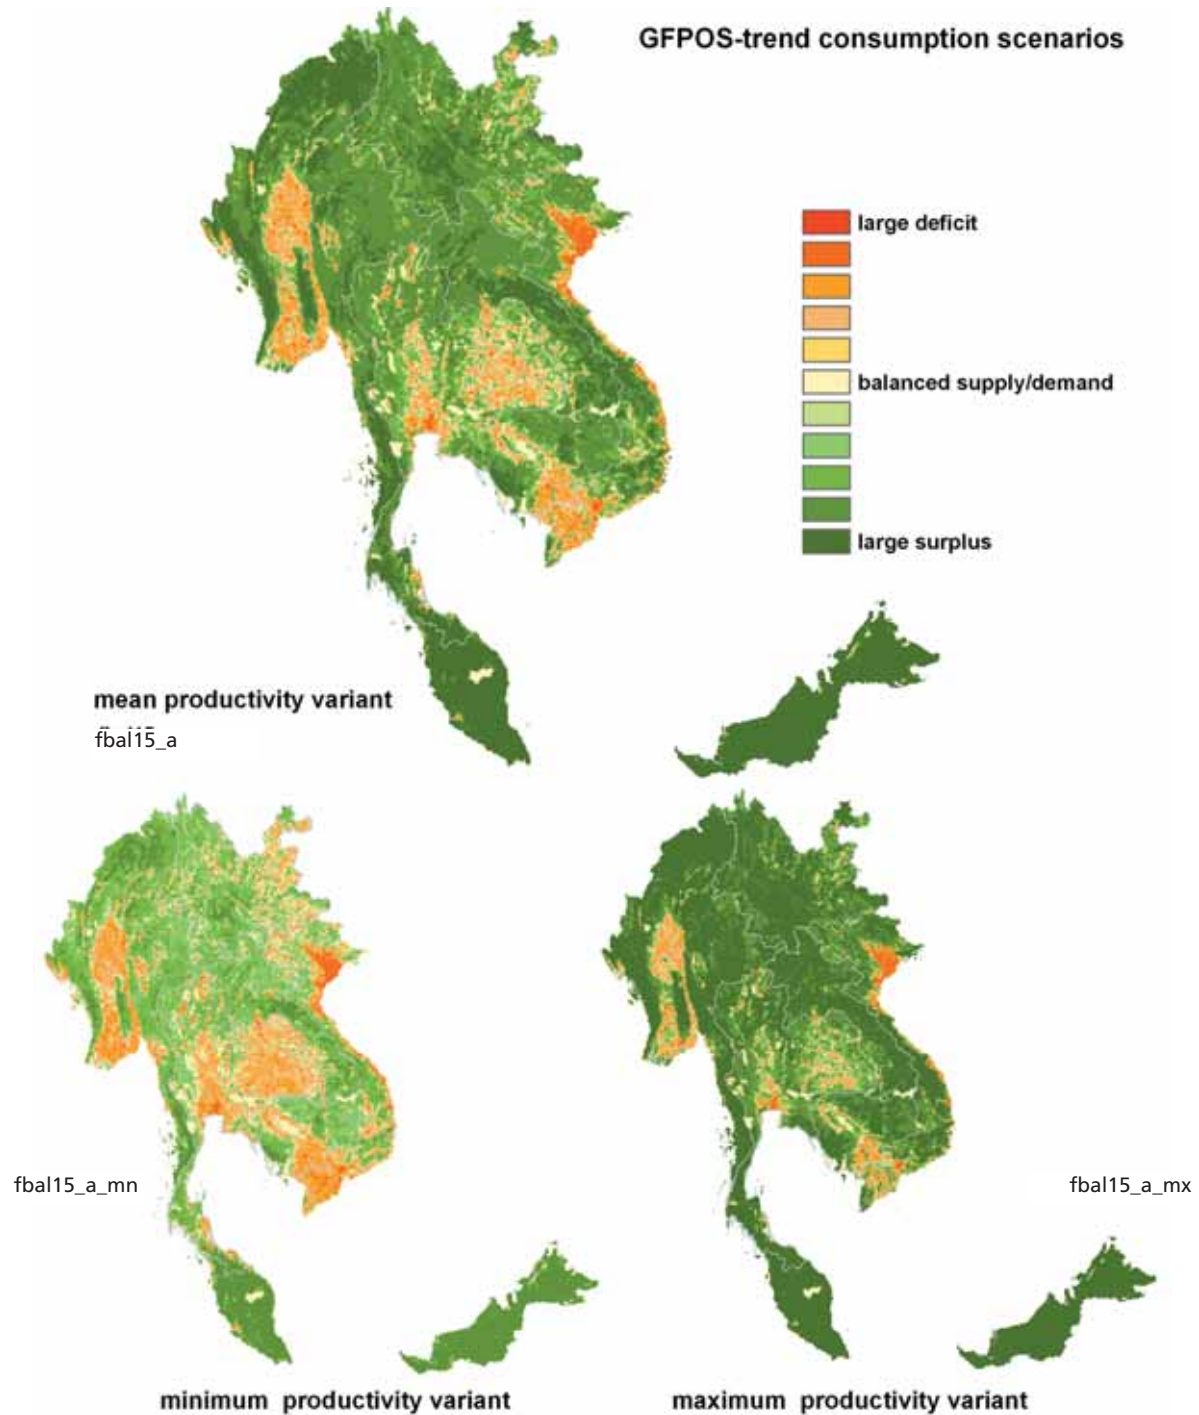 GFPOS-trend consumption scenarios
large deficit
balanced supply/demand
large surplus
mean productivity variant
fbal15_a
fbal15_a_mn
fbal15_a_mx
minimum productivity variant
maximum productivity variant